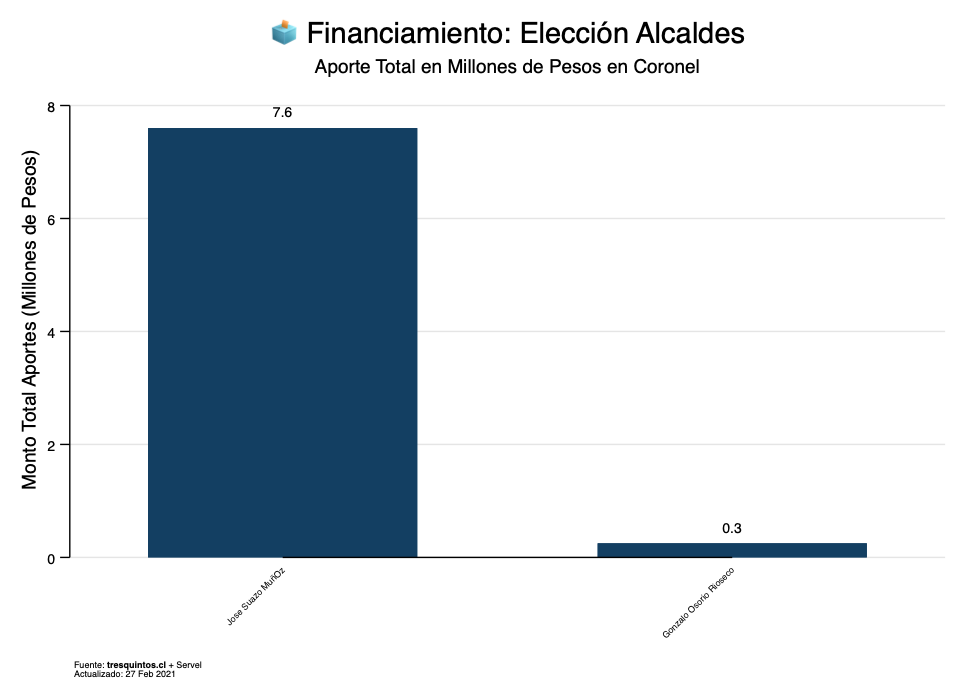 🗳️ Financiamiento: Elección Alcaldes
Aporte Total en Millones de Pesos en Coronel
Monto Total Aportes (Millones de Pesos)
8
6
4
2
0
7.6
0.3
Jose Suazo MuñOz
Gonzalo Osorio Rioseco
Fuente: tresquintos.cl + Servel
Actualizado: 27 Feb 2021